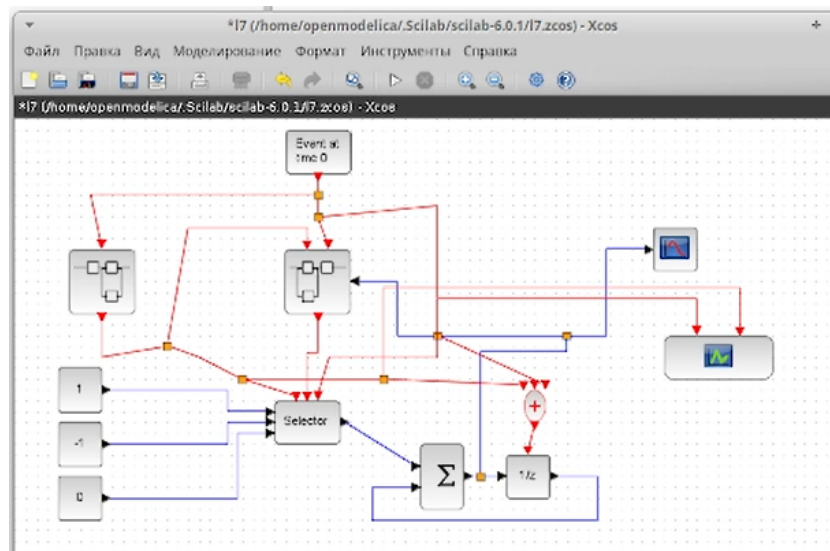 *l7 (/home/openmodelica/.Scilab/scilab-6.0.1/l7.zcos) - Xcos
Файл Правка Вид Моделирование Формат Инструменты Справка
*l7 (/home/openmodelica/.Scilab/scilab-6.0.1/l7.zcos) - Xcos
Event at
time 0
1
Selector
-1
Σ
1/z
0